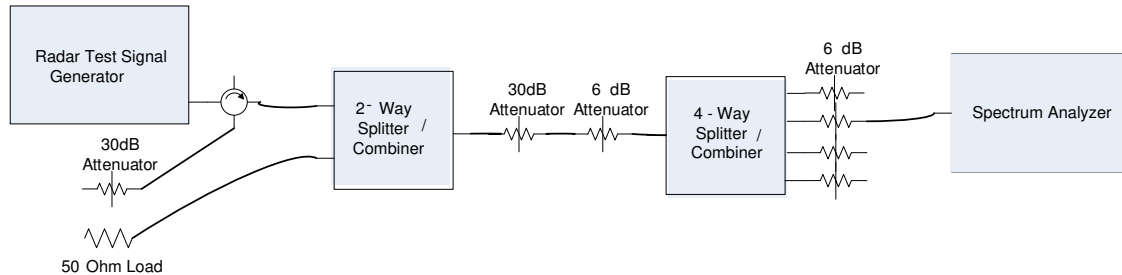 Radar Test Signal
Generator
30dB
Attenuator
50 Ohm Load
2- Way
Splitter /
Combiner
30dB
Attenuator
6 dB
Attenuator
4 - Way
Splitter /
Combiner
6 dB
Attenuator
Spectrum Analyzer